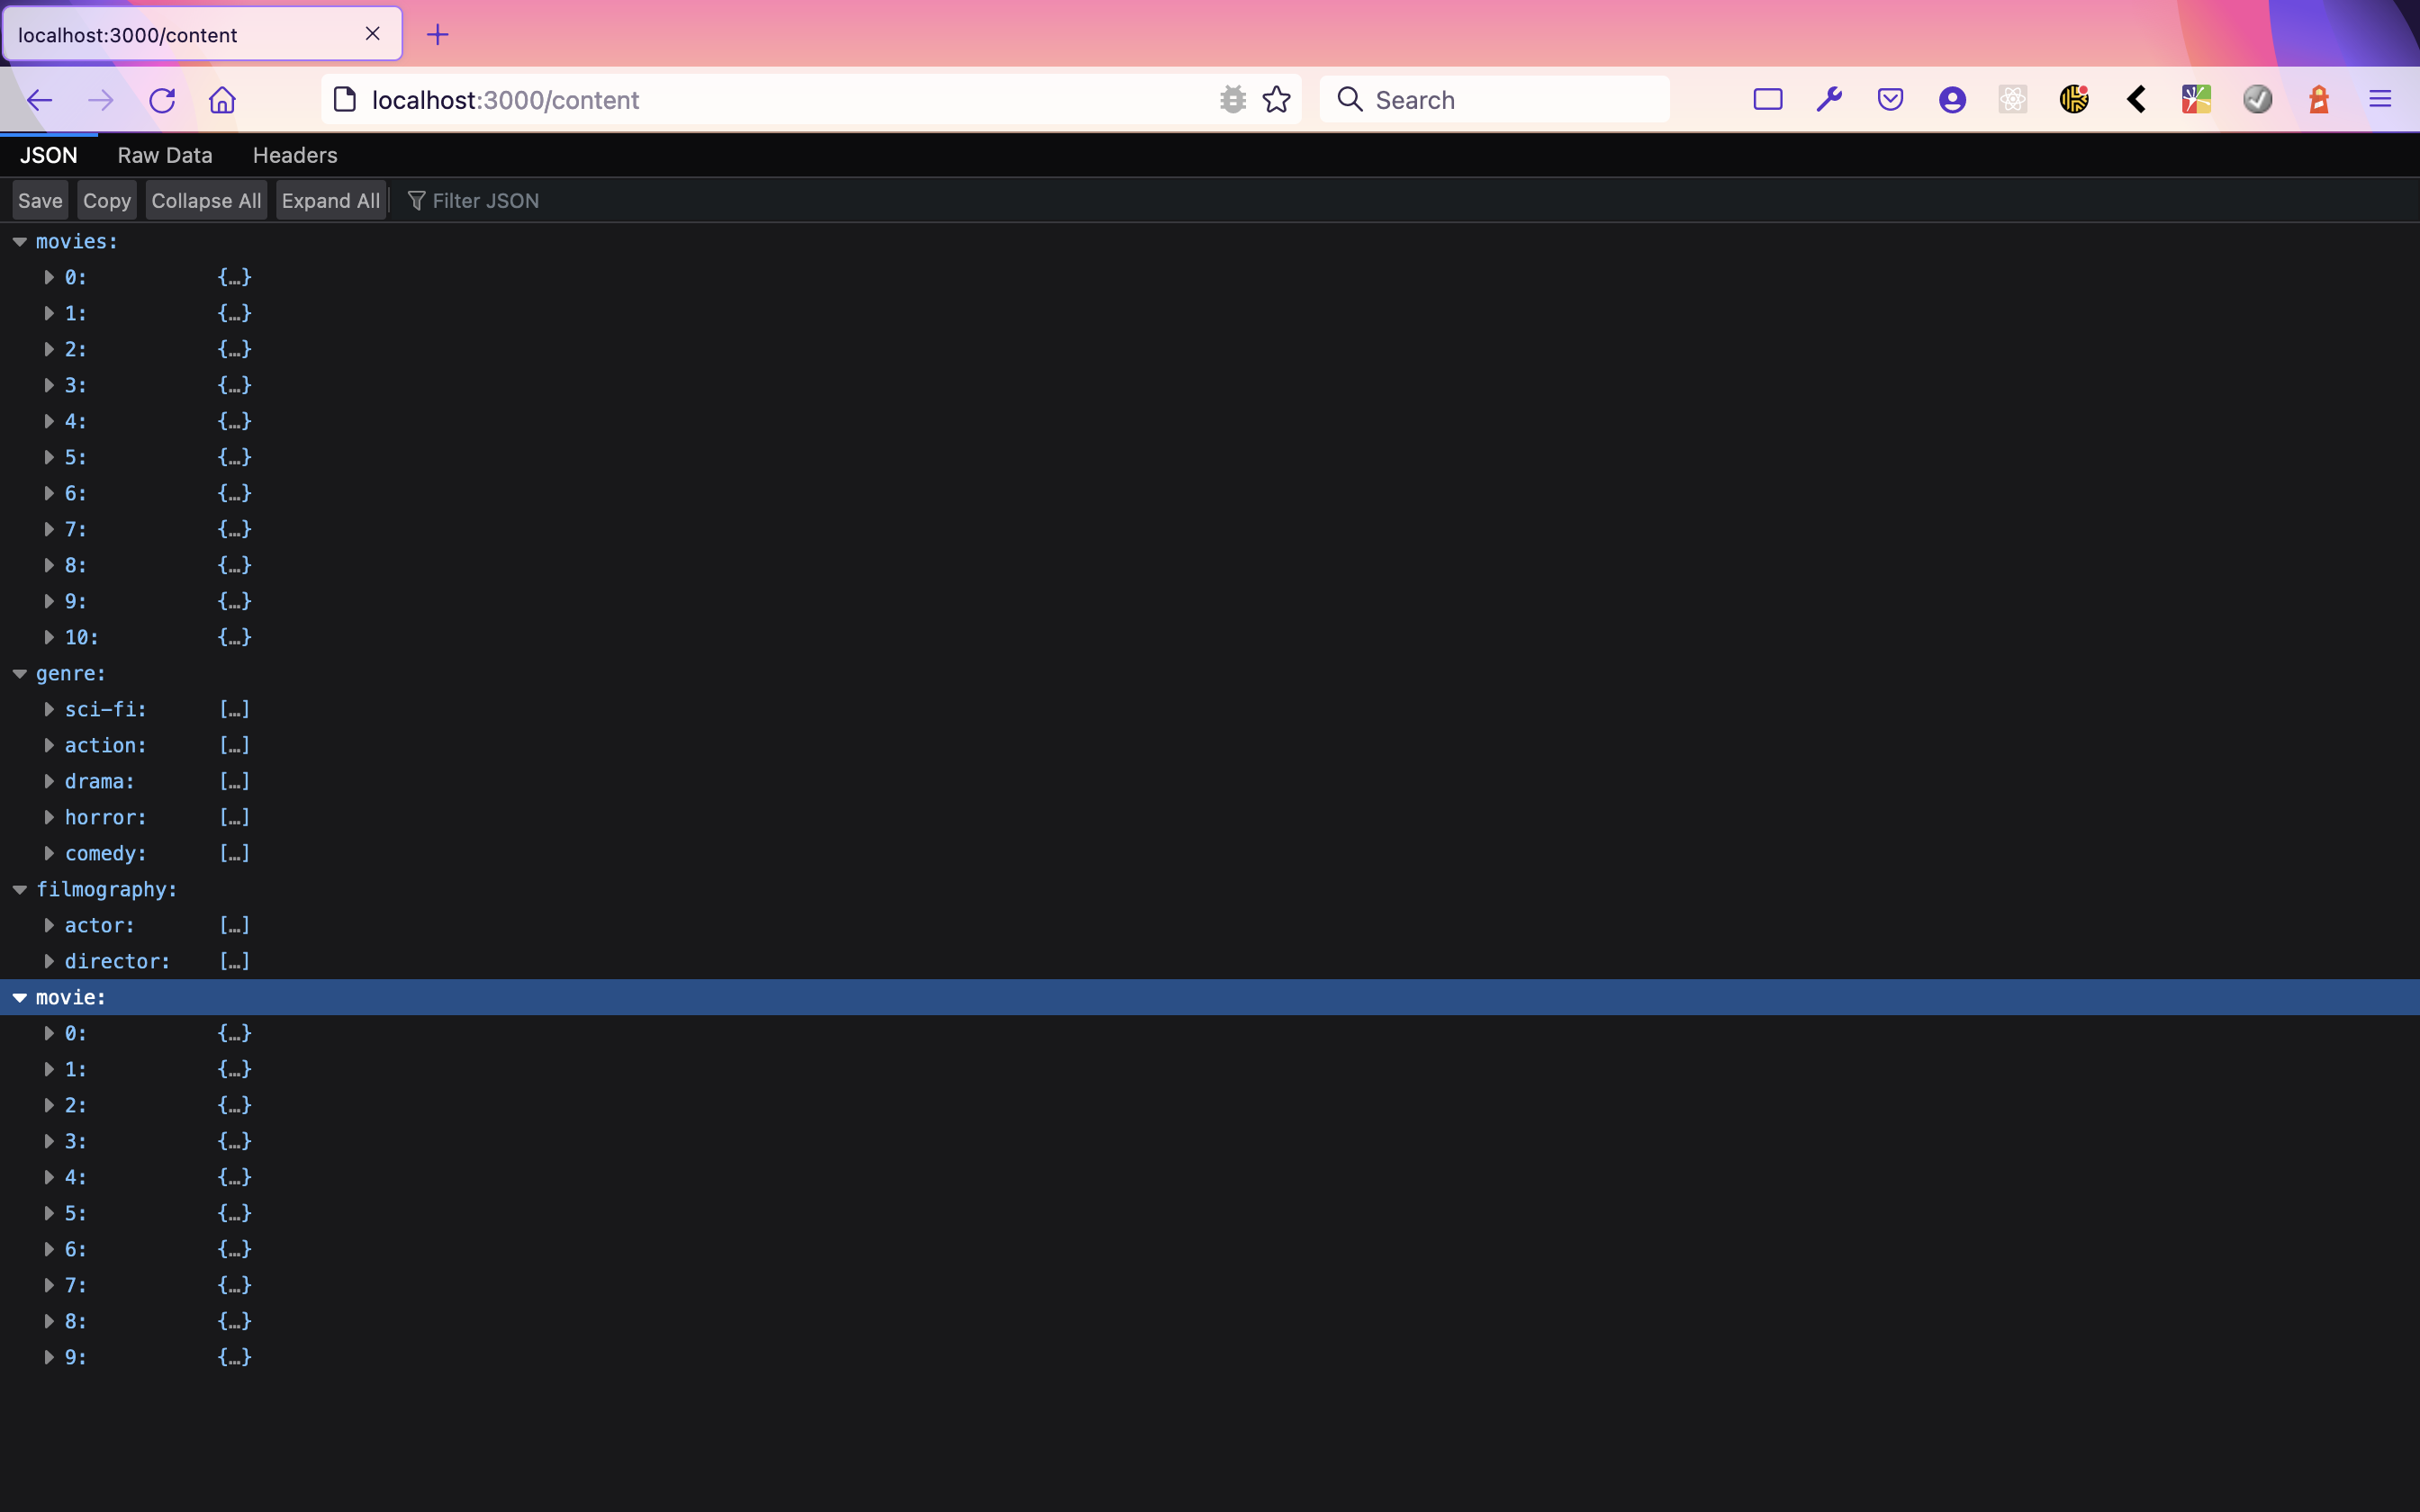 localhost:3000/content
localhost:3000/content Search
JSON Raw Data Headers
Save Copy Collapse All Expand All Filter JSON
movies:
0: {…}
1: {…}
2: {…}
3: {…}
4: {…}
5: {…}
6: {…}
7: {…}
8: {…}
9: {…}
10: {…}
genre:
sci-fi: […]
action: […]
drama: […]
horror: […]
comedy: […]
filmography:
actor: […]
director: […]
movie:
0: {…}
1: {…}
2: {…}
3: {…}
4: {…}
5: {…}
6: {…}
7: {…}
8: {…}
9: {…}